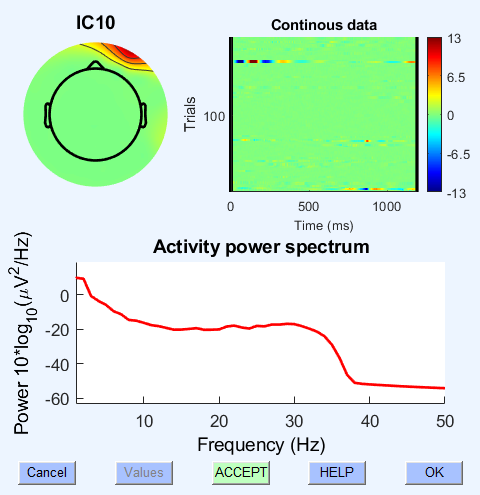 IC10
Continous data
Trials
100
13
6.5
0
-6.5
-13
0 500 1000
Time (ms)
Activity power spectrum
Power 10*log10(μV2/Hz)
0
-20
-40
-60
10 20 30 40 50
Frequency (Hz)
Cancel Values ACCEPT HELP OK